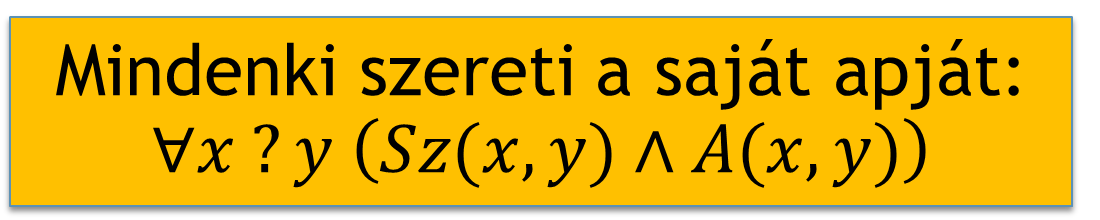 Mindenki szereti a saját apját:
∀x ? y (Sz(x, y) ∧ A(x, y))